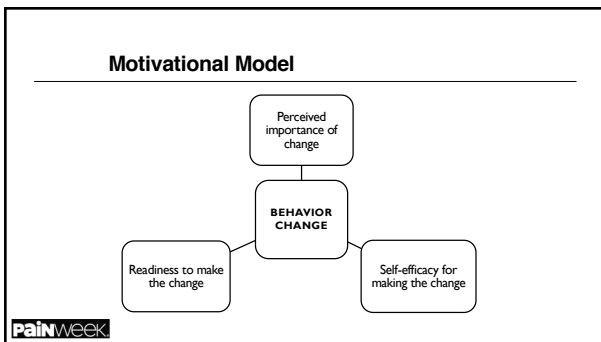 Motivational Model
Perceived
importance of
change
BEHAVIOR
CHANGE
Readiness to make
the change
Self-efficacy for
making the change
PaiNWeeK.